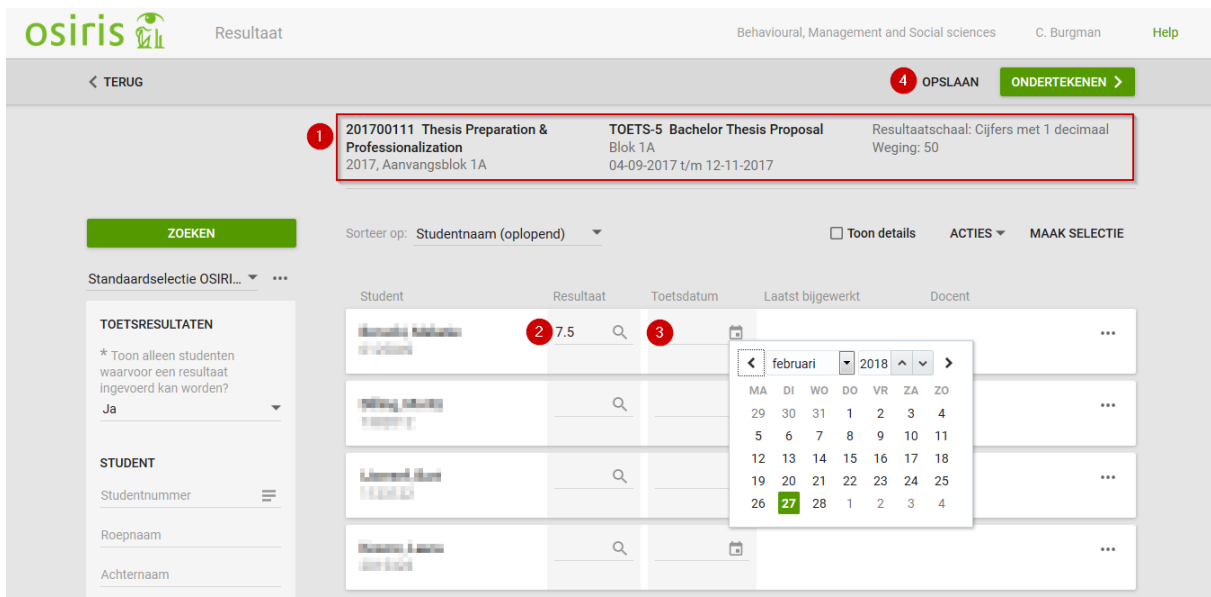 osiris Resultaat Behavioural, Management and Social sciences C. Burgman Help
TERUG 4 OPSLAAN ONDERTEKENEN
1
201700111 Thesis Preparation & Professionalization
2017, Aanvangsblok 1A
TOETS-5 Bachelor Thesis Proposal
Blok 1A
04-09-2017 t/m 12-11-2017
Resultaatschaal: Cijfers met 1 decimaal
Weging: 50
ZOEKEN
Sorteer op: Studentnaam (oplopend) Toon details ACTIES MAAK SELECTIE
Standaardselectie OSIRI... ...
TOETSRESULTATEN
* Toon alleen studenten
waarvoor een resultaat
ingevoerd kan worden?
Ja
STUDENT
Studentnummer
Roepnaam
Achternaam
Student Resultaat Toetsdatum Laatst bijgewerkt Docent
2 7.5 3 ...
februari 2018
MA DI WO DO VR ZA ZO
29 30 31 1 2 3 4
5 6 7 8 9 10 11
12 13 14 15 16 17 18
19 20 21 22 23 24 25
26 27 28 1 2 3 4
...
...
...